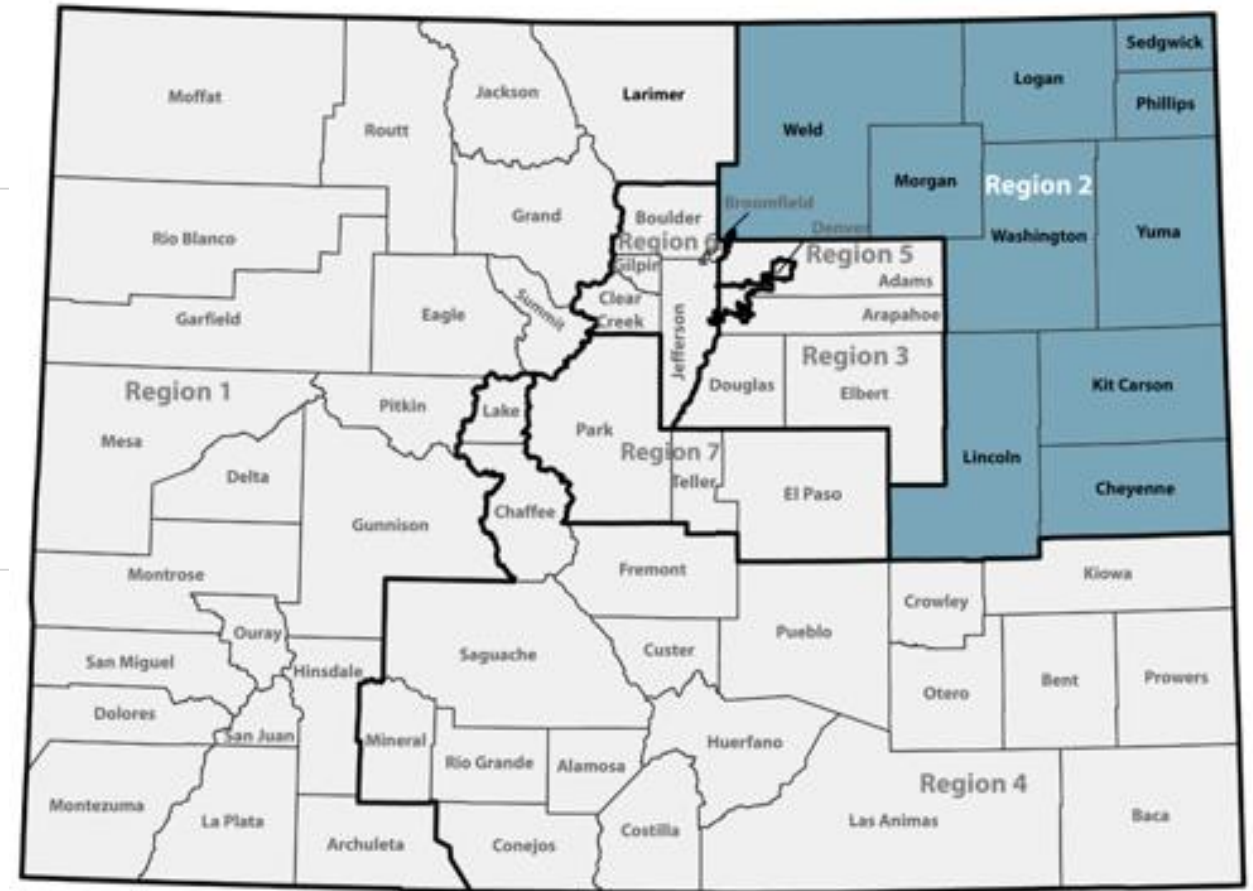 Sedgwick
Logan
Moffat
Jackson
Larimer
Phillips
Routt
Weld
Morgan
Region 2
Broomfield
Grand
Boulder
Denver
Rio Blanco
Region 6
Washington
Yuma
Region 5
Gilpin
Adams
Summit
Clear
Creek
Garfield
Eagle
Arapahoe
Jefferson
Region 3
Region 1
Douglas
Elbert
Kit Carson
Pitkin
Lake
Mesa
Park
Region 7
Lincoln
Delta
Teller
El Paso
Cheyenne
Chaffee
Gunnison
Montrose
Fremont
Kiowa
Crowley
Ouray
Pueblo
San Miguel
Hinsdale
Saguache
Custer
Otero
Bent
Prowers
Dolores
San Juan
Mineral
Huerfano
Rio Grande
Alamosa
Region 4
Montezuma
La Plata
Costilla
Las Animas
Baca
Archuleta
Conejos